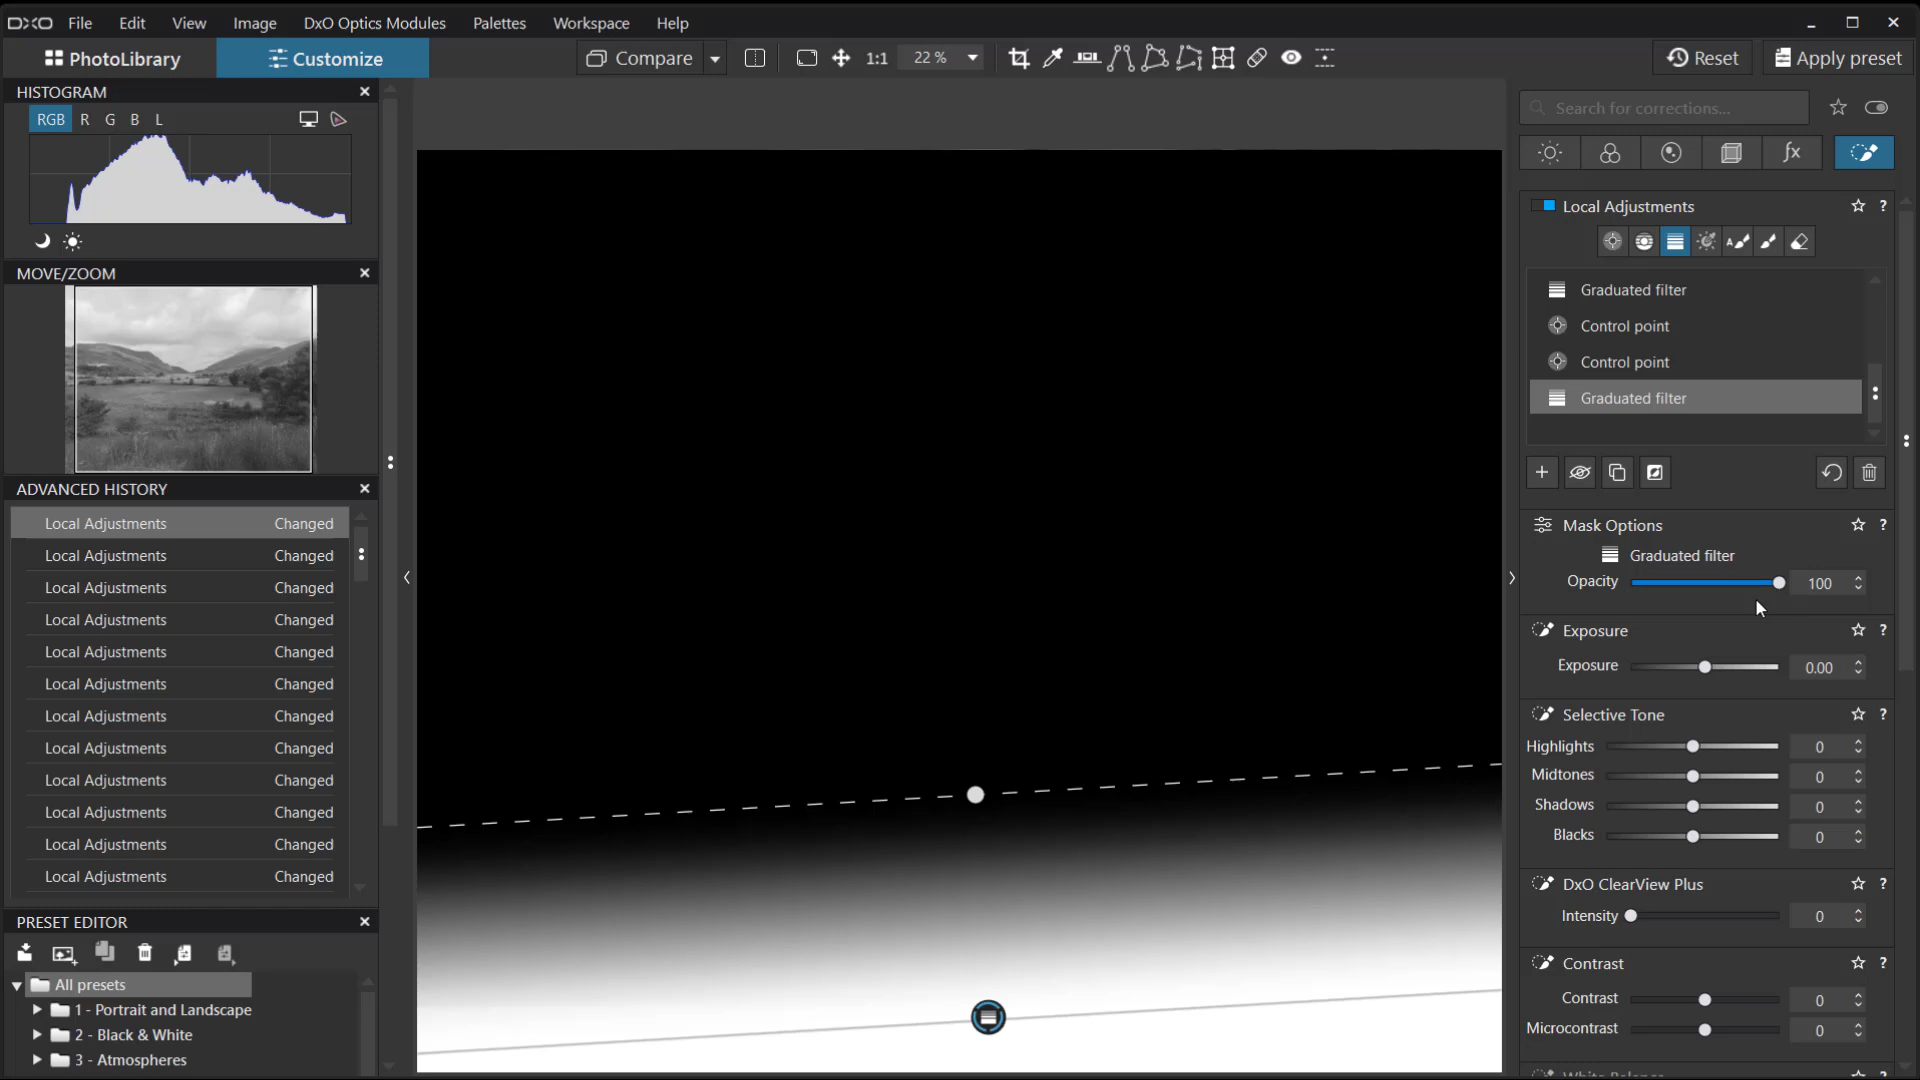 DXO File Edit View Image DxO Optics Modules Palettes Workspace Help
PhotoLibrary Customize Compare 1:1 22 % Reset Apply preset
HISTOGRAM
RGB R G B L
MOVE/ZOOM
ADVANCED HISTORY
Local Adjustments Changed
Local Adjustments Changed
Local Adjustments Changed
Local Adjustments Changed
Local Adjustments Changed
Local Adjustments Changed
Local Adjustments Changed
Local Adjustments Changed
Local Adjustments Changed
Local Adjustments Changed
Local Adjustments Changed
Local Adjustments Changed
PRESET EDITOR
All presets
1 - Portrait and Landscape
2 - Black & White
3 - Atmospheres
Search for corrections...
fx
Local Adjustments ?
A
Graduated filter
Control point
Control point
Graduated filter
Mask Options ?
Graduated filter
Opacity 100
Exposure ?
Exposure 0.00
Selective Tone ?
Highlights 0
Midtones 0
Shadows 0
Blacks 0
DxO ClearView Plus ?
Intensity 0
Contrast ?
Contrast 0
Microcontrast 0
White Balance ?